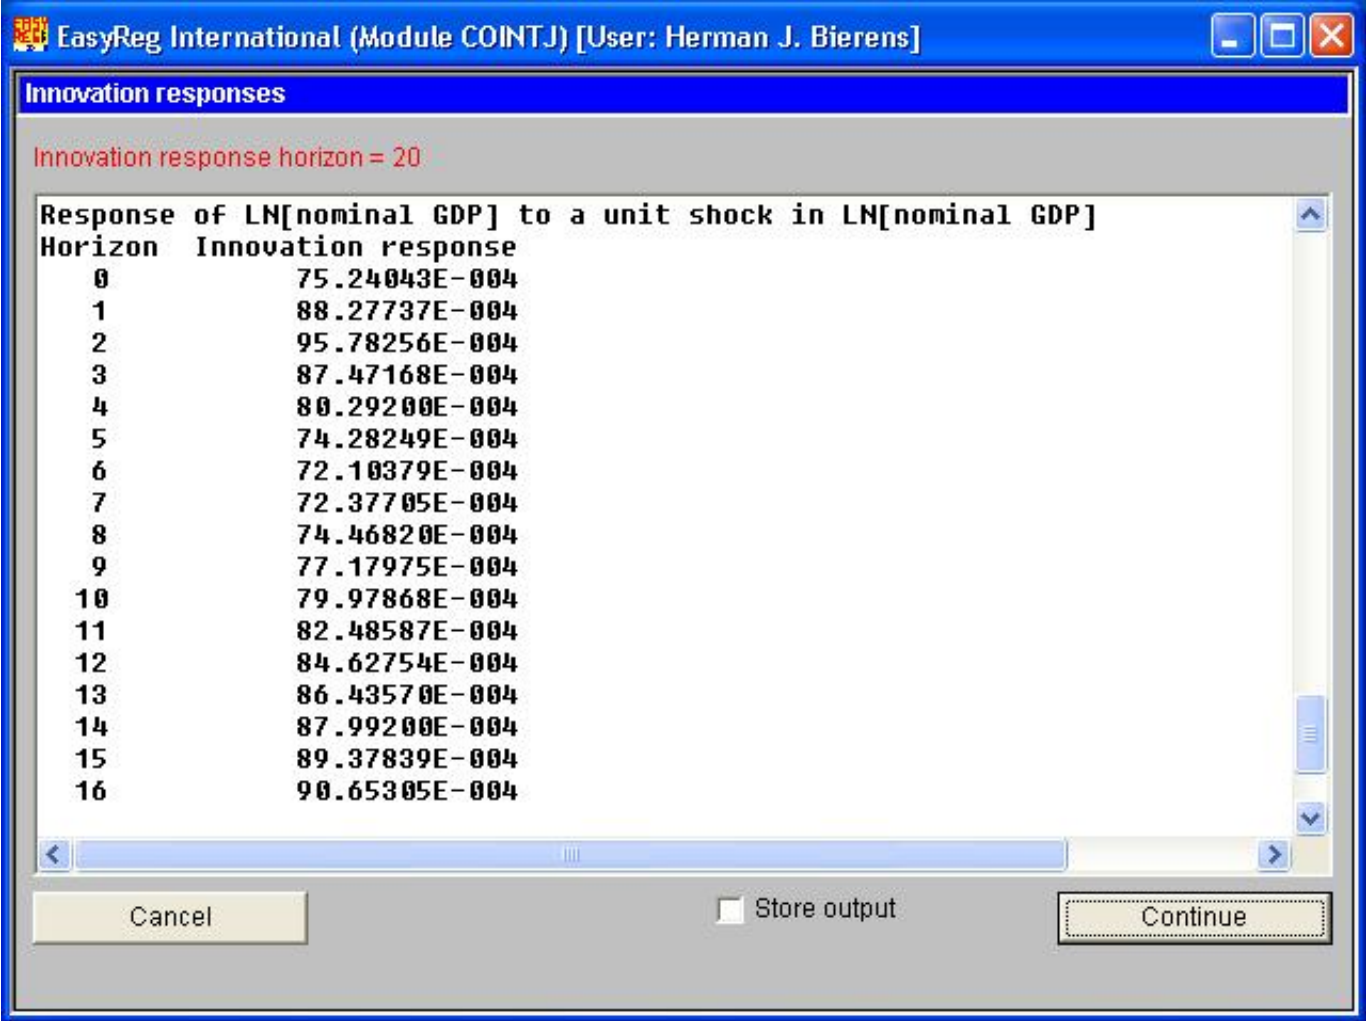 EASY
REG
EasyReg International (Module COINTJ) [User: Herman J. Bierens]
Innovation responses
Innovation response horizon = 20
Response of LN[nominal GDP] to a unit shock in LN[nominal GDP]
Horizon Innovation response
0 75.24043E-004
1 88.27737E-004
2 95.78256E-004
3 87.47168E-004
4 80.29200E-004
5 74.28249E-004
6 72.10379E-004
7 72.37705E-004
8 74.46820E-004
9 77.17975E-004
10 79.97868E-004
11 82.48587E-004
12 84.62754E-004
13 86.43570E-004
14 87.99200E-004
15 89.37839E-004
16 90.65305E-004
Cancel Store output Continue